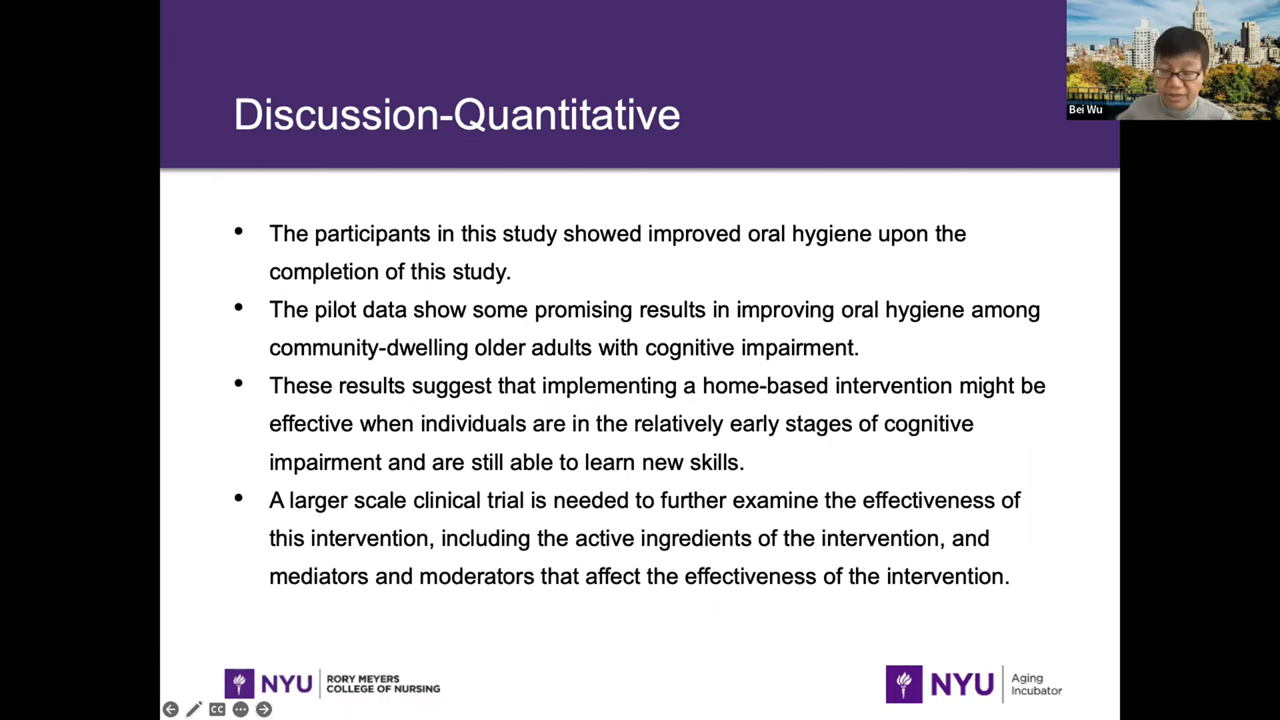 Discussion-Quantitative
Bei Wu
• The participants in this study showed improved oral hygiene upon the
completion of this study.
• The pilot data show some promising results in improving oral hygiene among
community-dwelling older adults with cognitive impairment.
• These results suggest that implementing a home-based intervention might be
effective when individuals are in the relatively early stages of cognitive
impairment and are still able to learn new skills.
• A larger scale clinical trial is needed to further examine the effectiveness of
this intervention, including the active ingredients of the intervention, and
mediators and moderators that affect the effectiveness of the intervention.
NYU
RORY MEYERS
COLLEGE OF NURSING
NYU
Aging
Incubator
CC